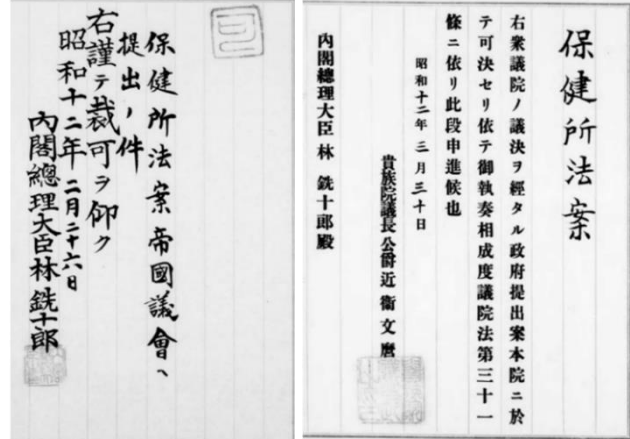 保健所法案帝國議會ヘ
提出ノ件
右謹テ裁可ヲ仰ク
昭和十二年二月二十六日
內閣總理大臣林銑十郎
保健所法案
右衆議院ノ議決ヲ經タル政府提出案本院ニ於
テ可決セリ依テ御執奏相成度議院法第三十一
條ニ依リ此段申進候也
昭和十二年三月三十日
貴族院議長公爵近衞文麿
內閣總理大臣林銑十郎殿